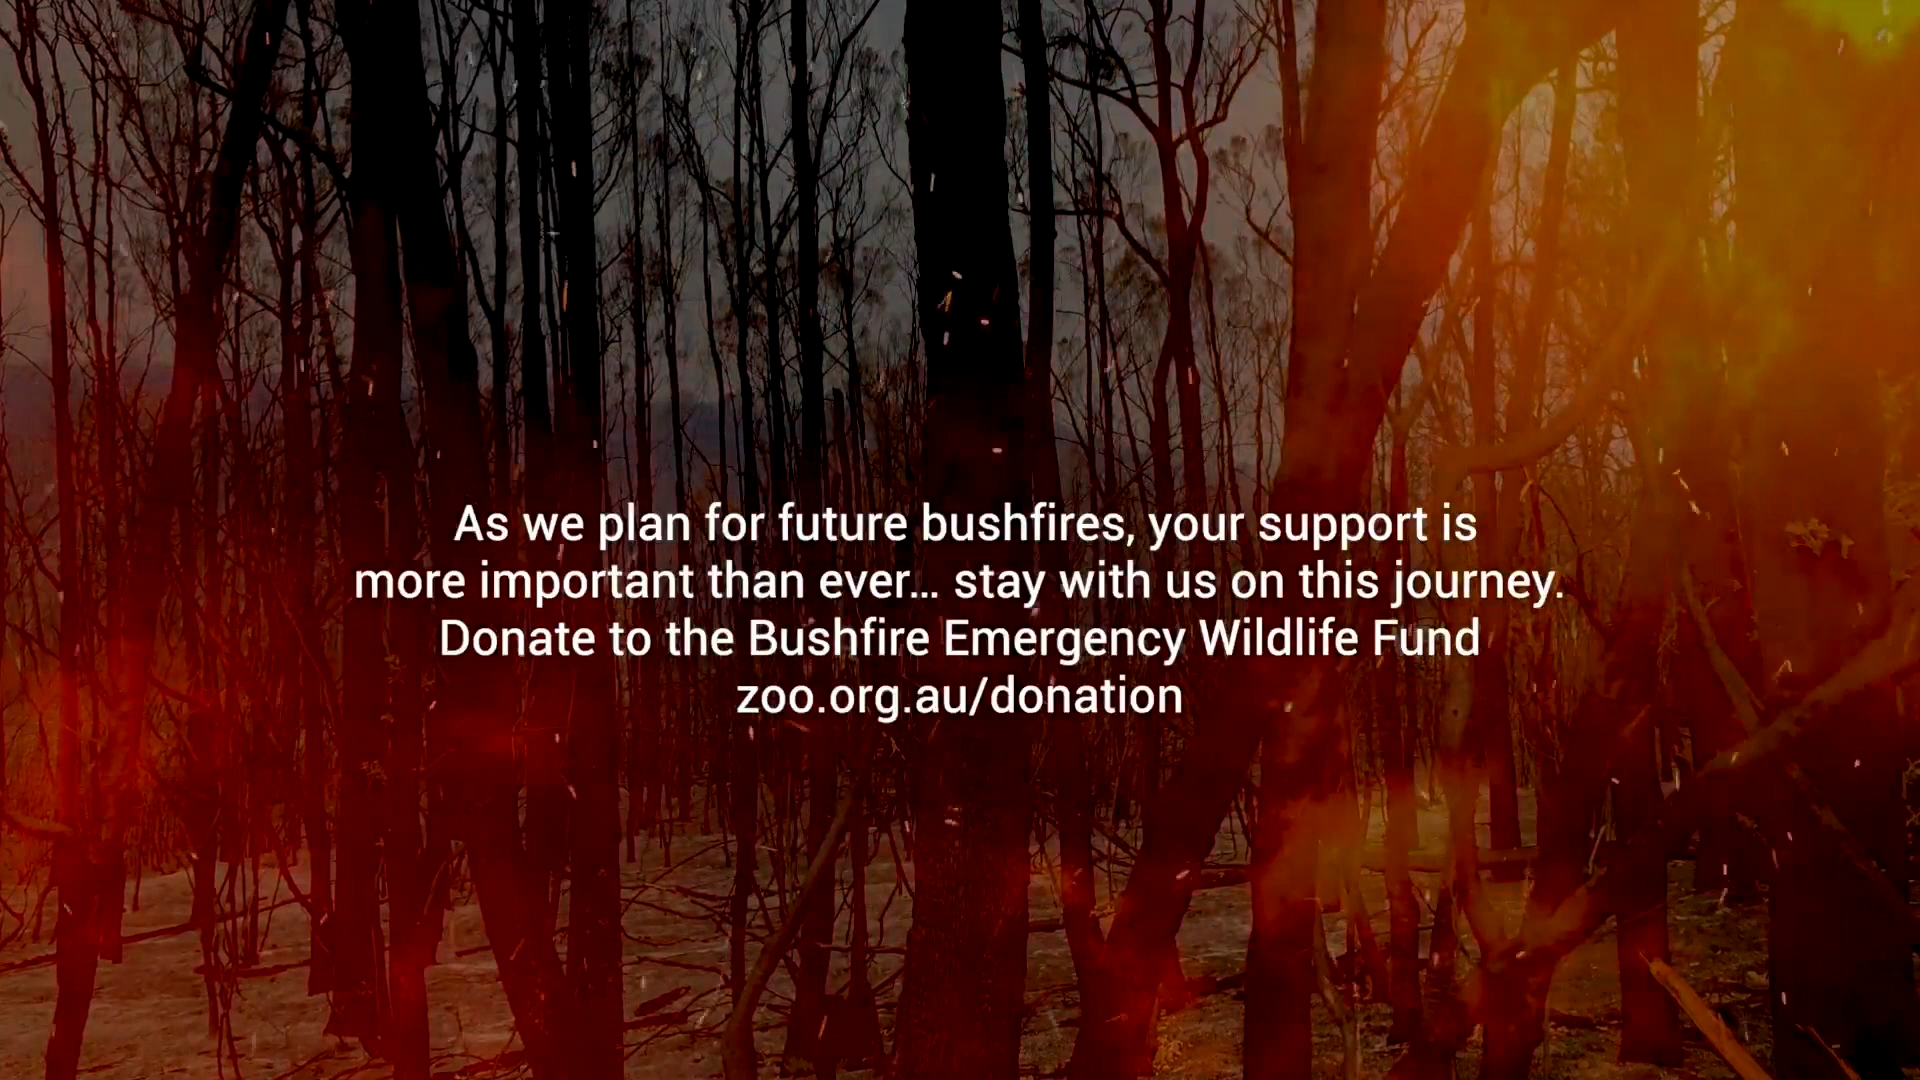 As we plan for future bushfires, your support is
more important than ever... stay with us on this journey.
Donate to the Bushfire Emergency Wildlife Fund
zoo.org.au/donation